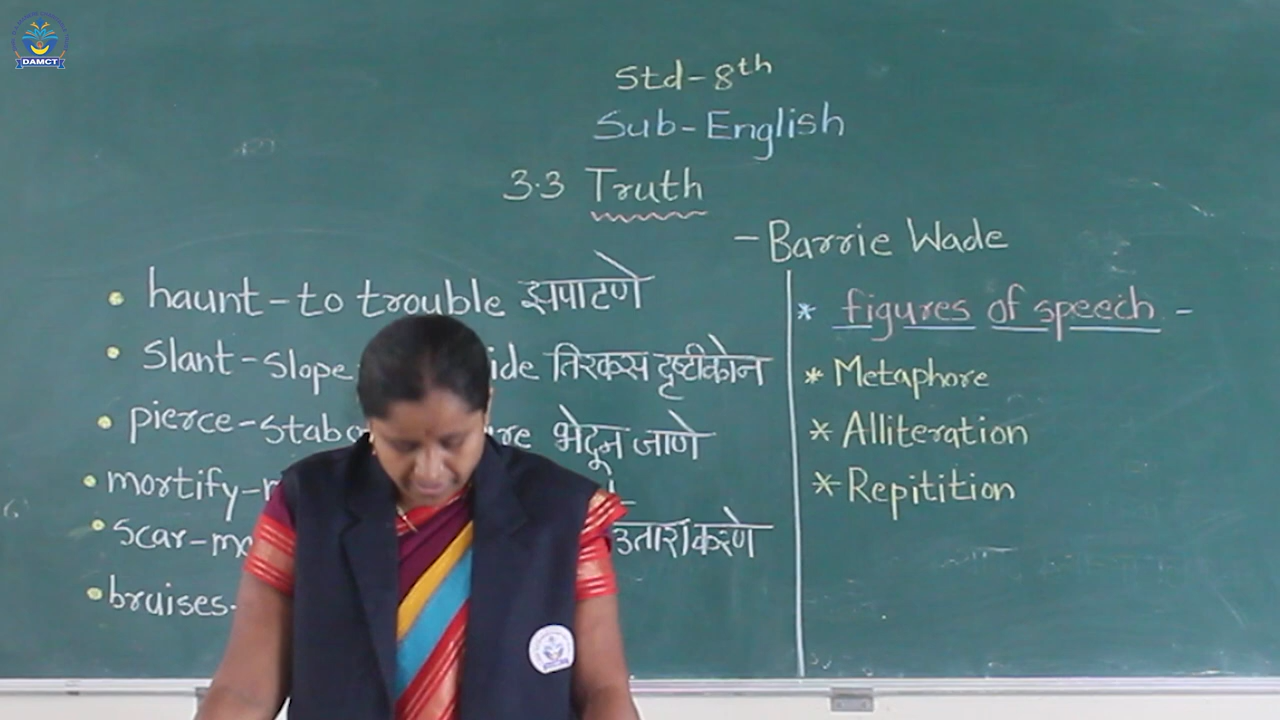 DAMCT
Std-8th
Sub-English
3.3 Truth
-Barrie Wade
• haunt-to trouble झपाटणे
• Slant-slope तिरकस दृष्टीकोन
• pierce-stab भेदून जाणे
• mortify-
• scar- उतारा करणे
• bruises-
* figures of speech -
* Metaphore
* Alliteration
* Repitition